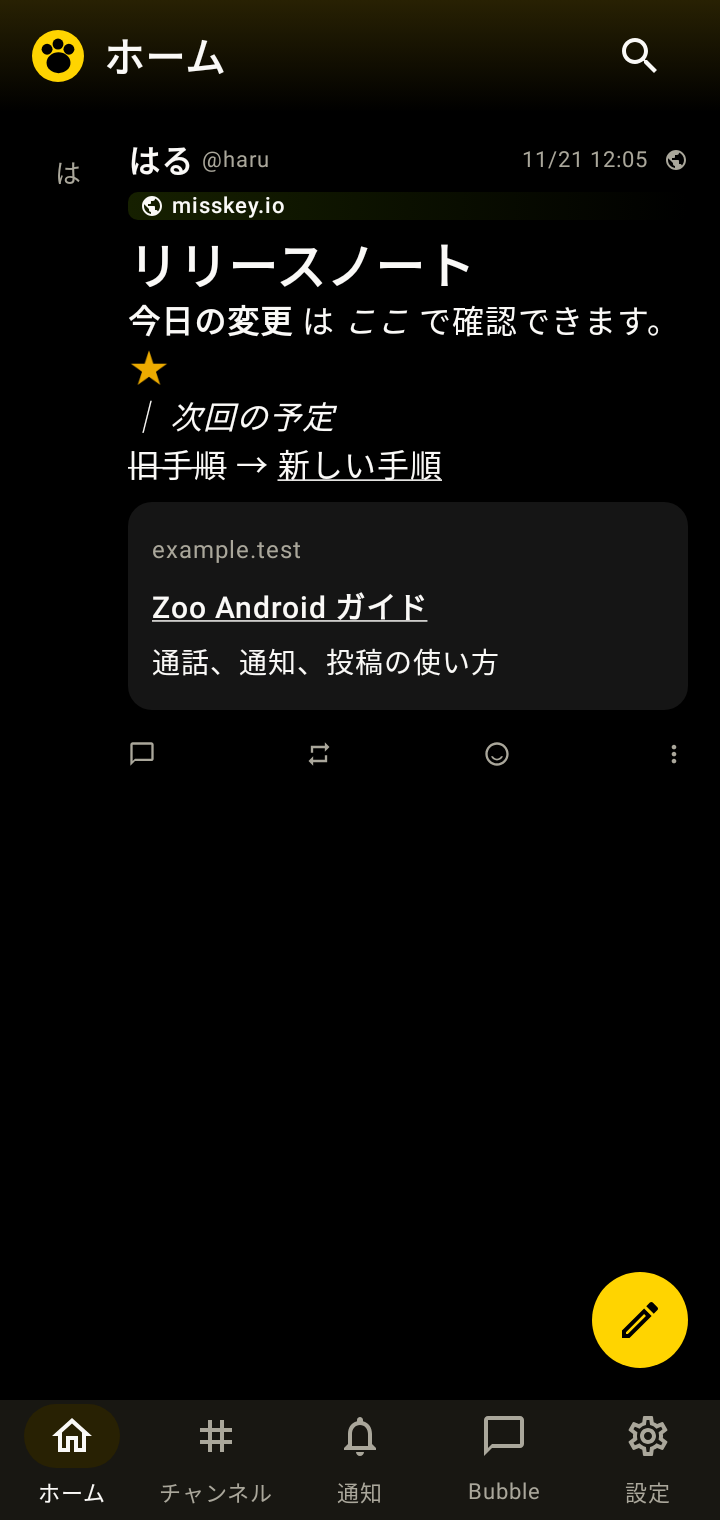 ホーム
は
はる @haru 11/21 12:05
misskey.io
リリースノート
今日の変更 は ここ で確認できます。
★
| 次回の予定
旧手順 → 新しい手順
example.test
Zoo Android ガイド
通話、通知、投稿の使い方
ホーム
チャンネル
通知
Bubble
設定